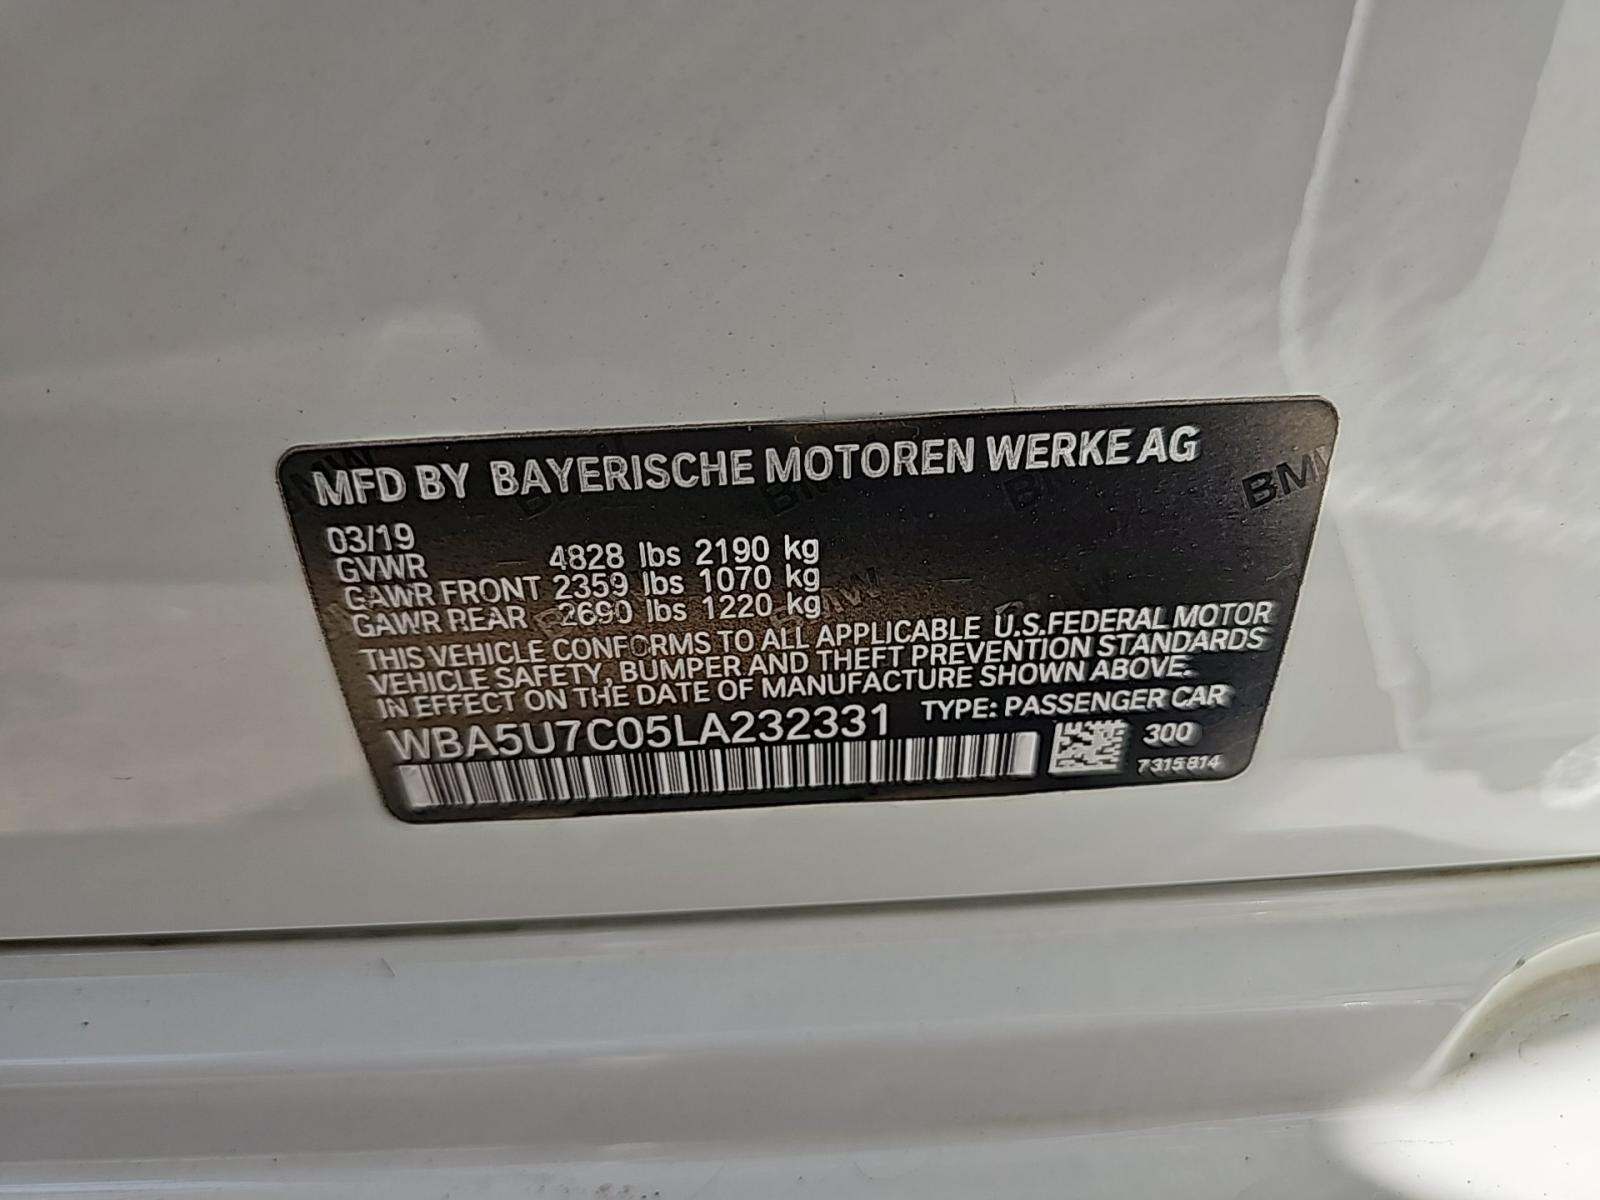 MFD BY BAYERISCHE MOTOREN WERKE AG
03/19
GVWR 4828 lbs 2190 kg
GAWR FRONT 2359 lbs 1070 kg
GAWR REAR 2690 lbs 1220 kg
THIS VEHICLE CONFORMS TO ALL APPLICABLE U.S.FEDERAL MOTOR
VEHICLE SAFETY, BUMPER AND THEFT PREVENTION STANDARDS
IN EFFECT ON THE DATE OF MANUFACTURE SHOWN ABOVE.
WBA5U7C05LA232331 TYPE: PASSENGER CAR
300
7315814